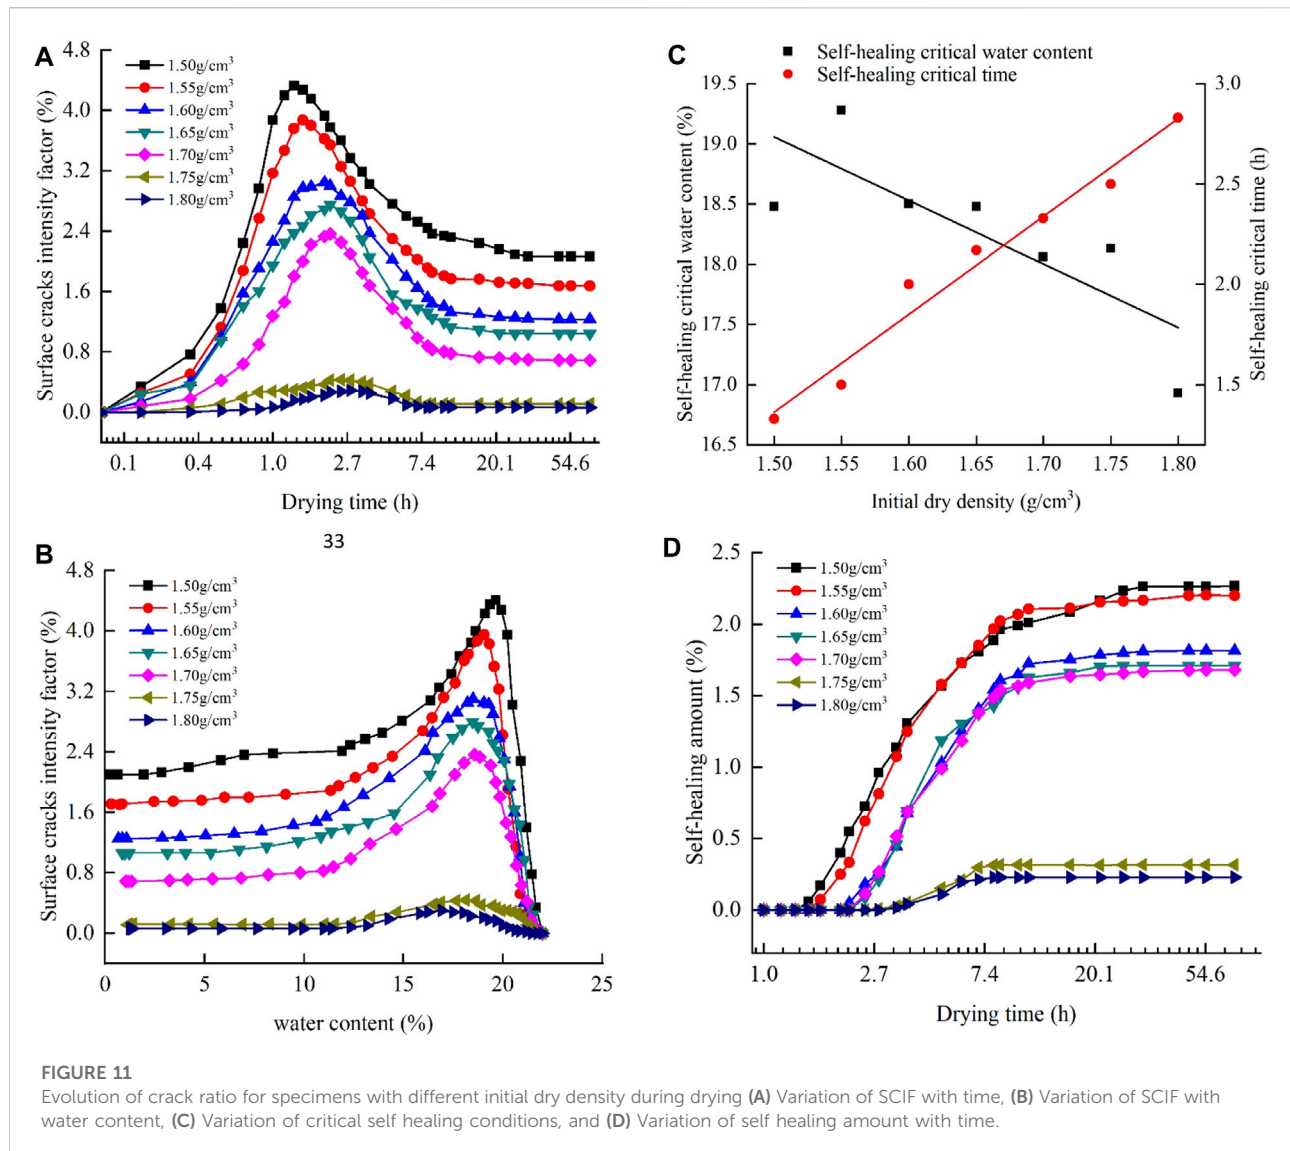 A
4.8
4.0
3.2
2.4
1.6
0.8
0.0
Surface cracks intensity factor (%)
1.50g/cm³
1.55g/cm³
1.60g/cm³
1.65g/cm³
1.70g/cm³
1.75g/cm³
1.80g/cm³
0.1 0.4 1.0 2.7 7.4 20.1 54.6
Drying time (h)
33
C
Self-healing critical water content
Self-healing critical time
19.5
19.0
18.5
18.0
17.5
17.0
16.5
Self-healing critical water content (%)
3.0
2.5
2.0
1.5
Self-healing critical time (h)
1.50 1.55 1.60 1.65 1.70 1.75 1.80
Initial dry density (g/cm³)
B
4.8
4.0
3.2
2.4
1.6
0.8
0.0
Surface cracks intensity factor (%)
1.50g/cm³
1.55g/cm³
1.60g/cm³
1.65g/cm³
1.70g/cm³
1.75g/cm³
1.80g/cm³
0 5 10 15 20 25
water content (%)
D
2.5
2.0
1.5
1.0
0.5
0.0
Self-healing amount (%)
1.50g/cm³
1.55g/cm³
1.60g/cm³
1.65g/cm³
1.70g/cm³
1.75g/cm³
1.80g/cm³
1.0 2.7 7.4 20.1 54.6
Drying time (h)
FIGURE 11
Evolution of crack ratio for specimens with different initial dry density during drying (A) Variation of SCIF with time, (B) Variation of SCIF with
water content, (C) Variation of critical self healing conditions, and (D) Variation of self healing amount with time.